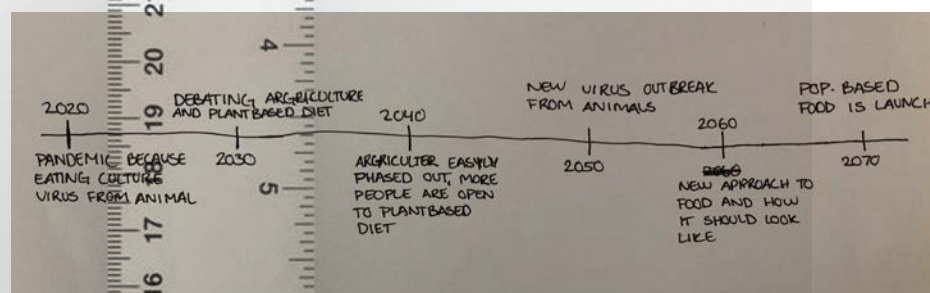 2020
PANDEMIC BECAUSE
EATING CULTURE
VIRUS FROM ANIMAL
DEBATING ARGRICULTURE
AND PLANTBASED DIET
2030
2040
ARGRICULTER EASYLY
PHASED OUT, MORE
PEOPLE ARE OPEN
TO PLANTBASED
DIET
NEW VIRUS OUTBREAK
FROM ANIMALS
2050
2060
2060
NEW APPROACH TO
FOOD AND HOW
IT SHOULD LOOK
LIKE
POP. BASED
FOOD IS LAUNCH
2070
21
20
19
18
17
16
4
5